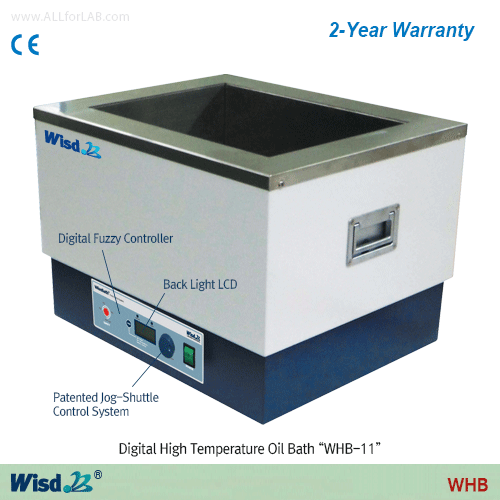 www.ALLforLAB.com
2-Year Warranty
CE
Wisd
Digital Fuzzy Controller
Back Light LCD
Wisd
Patented Jog-Shuttle
Control System
Digital High Temperature Oil Bath “WHB-11”
Wisd ®
WHB